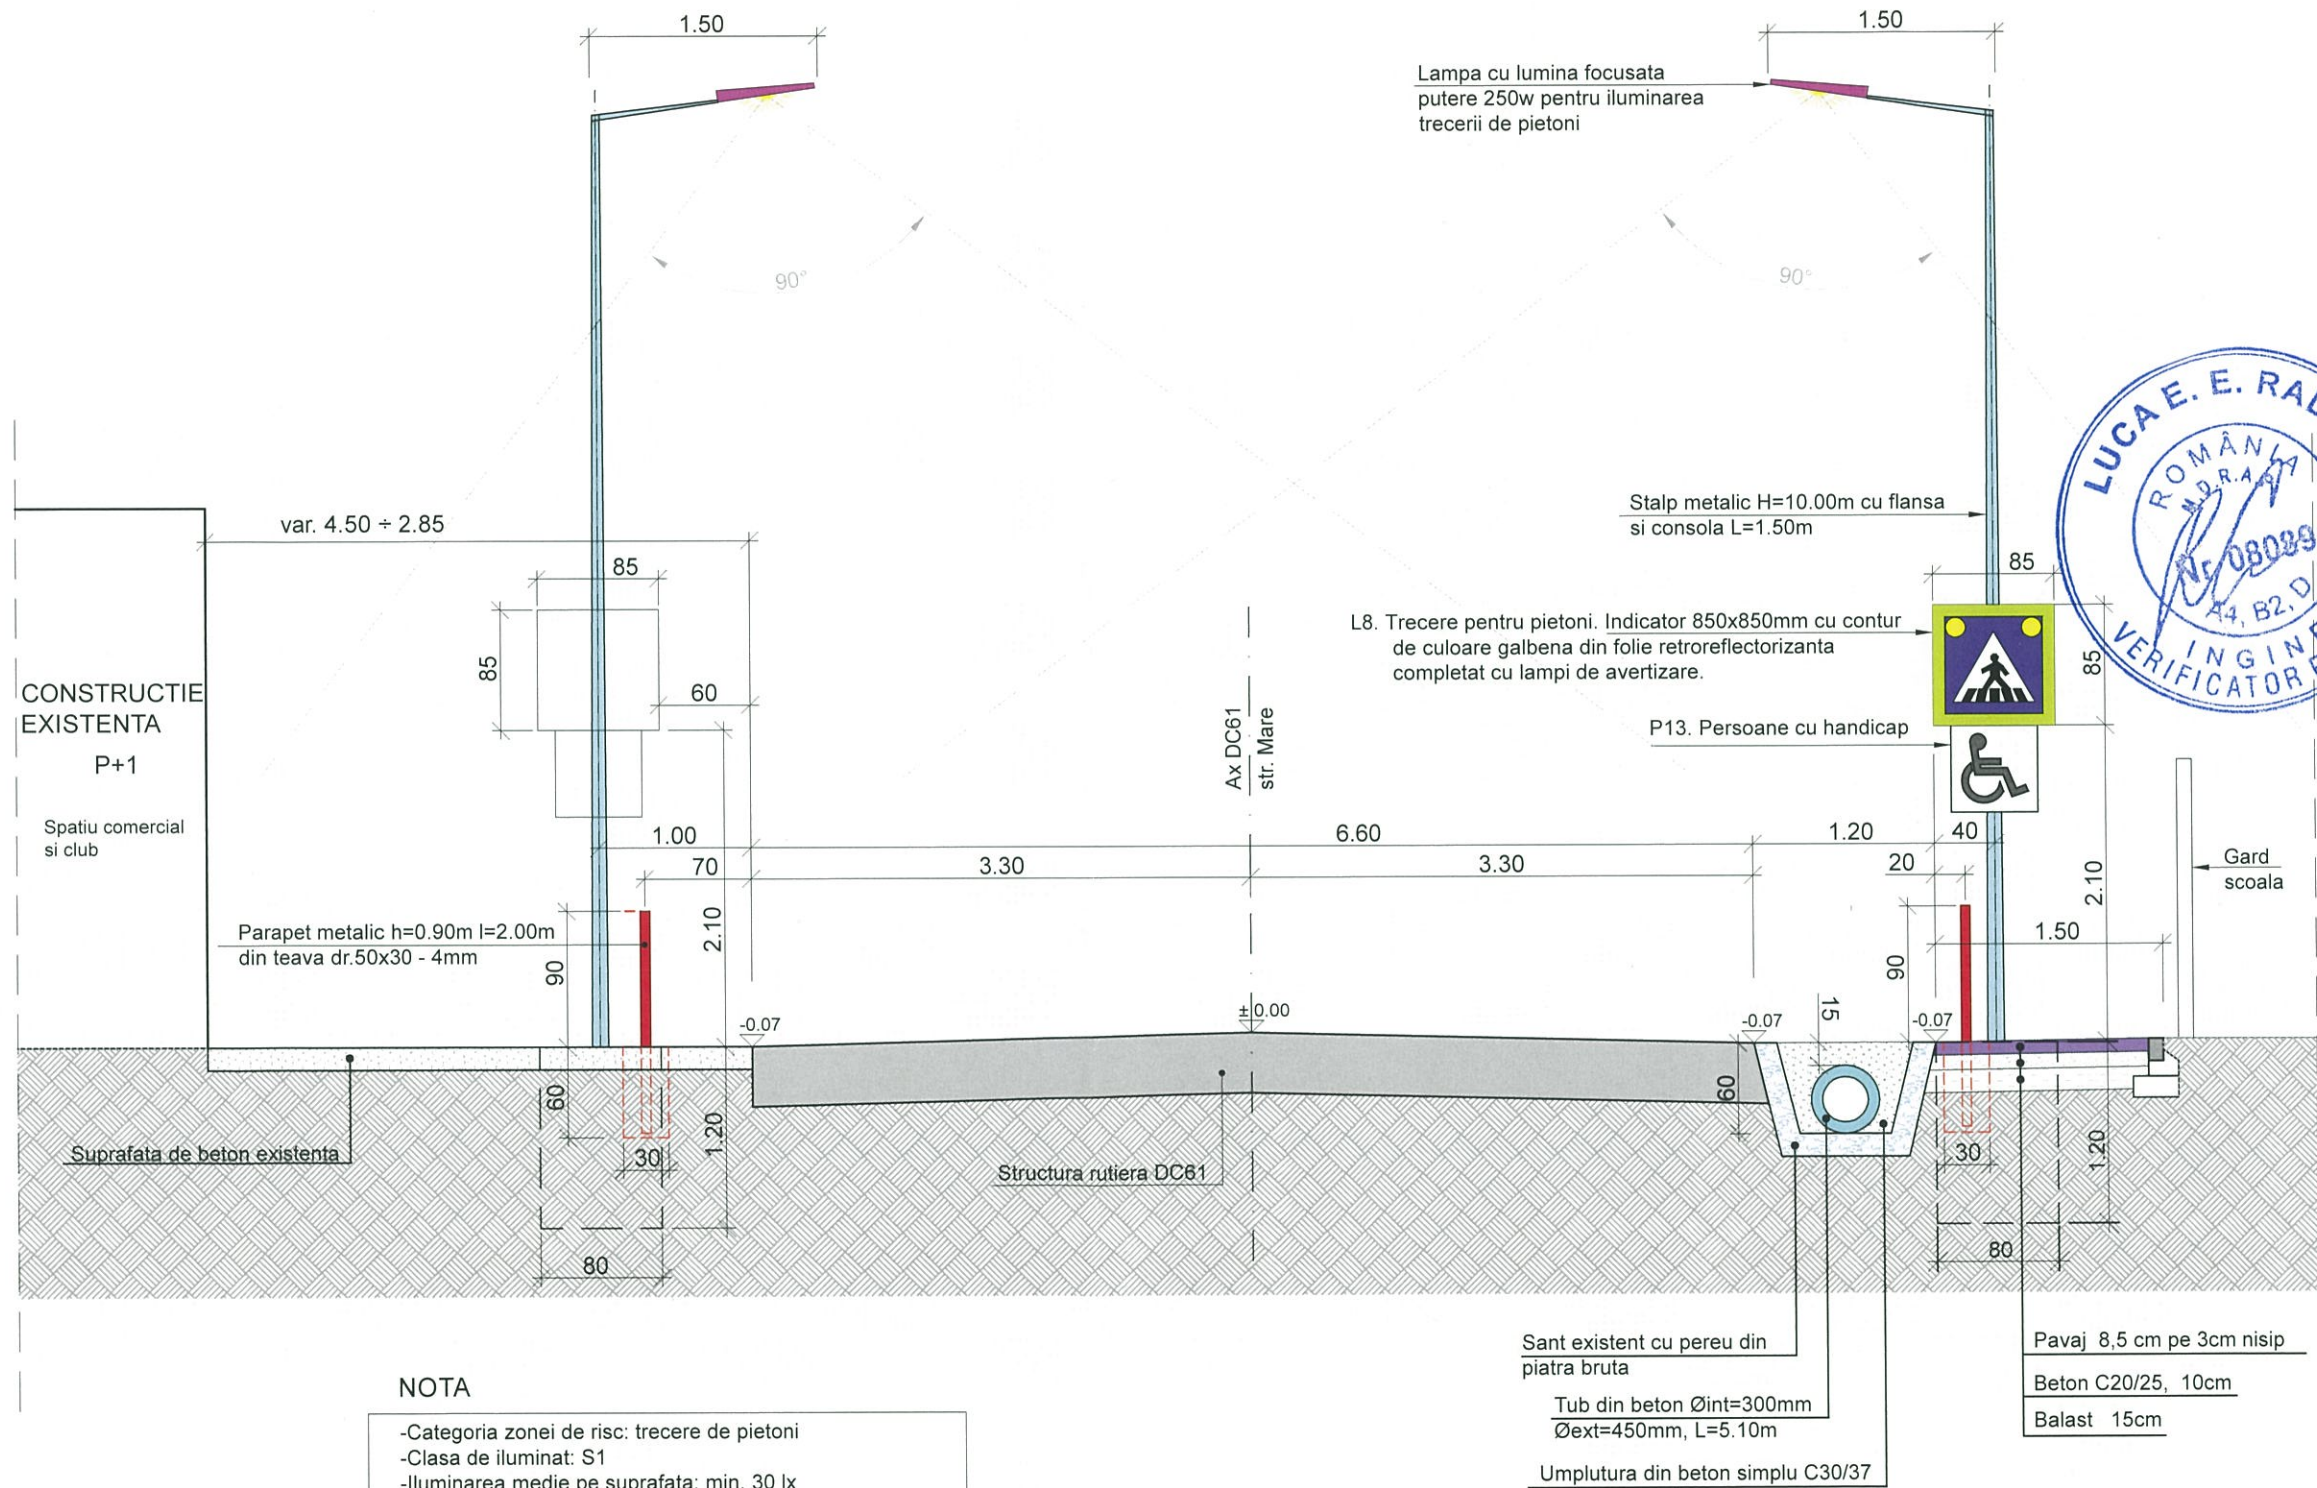 1.50
1.50
Lampa cu lumina focusata
putere 250w pentru iluminarea
trecerii de pietoni
90°
90°
LUCA E. E.
ROMÂNIA
M.D.R.A.P.
Nr. 08089
A4, B2, D
VERIFICATOR
Stalp metalic H=10.00m cu flansa
si consola L=1.50m
var. 4.50 ÷ 2.85
85
85
85
85
60
L8. Trecere pentru pietoni. Indicator 850x850mm cu contur
de culoare galbena din folie retroreflectorizanta
completat cu lampi de avertizare.
CONSTRUCTIE
EXISTENTA
P+1
Spatiu comercial
si club
P13. Persoane cu handicap
Ax DC61
str. Mare
1.00
6.60
1.20
40
70
3.30
3.30
20
Gard
scoala
2.10
2.10
1.50
Parapet metalic h=0.90m l=2.00m
din teava dr.50x30 - 4mm
90
90
15
-0.07
±0.00
-0.07
-0.07
60
60
1.20
1.20
30
30
Suprafata de beton existenta
Structura rutiera DC61
80
80
Sant existent cu pereu din
piatra bruta
Tub din beton Øint=300mm
Øext=450mm, L=5.10m
Umplutura din beton simplu C30/37
Pavaj 8,5 cm pe 3cm nisip
Beton C20/25, 10cm
Balast 15cm
NOTA
-Categoria zonei de risc: trecere de pietoni
-Clasa de iluminat: S1
-Iluminarea medie pe suprafata: min. 30 lx